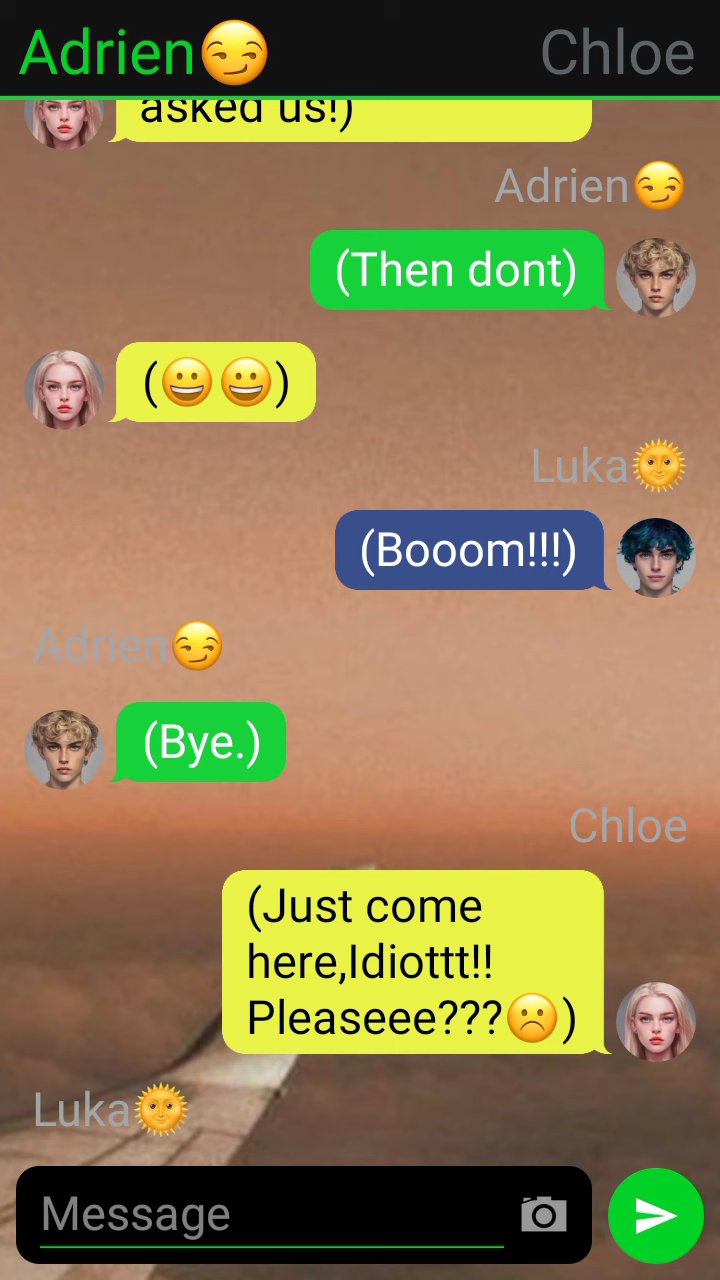 Adrien😏 Chloe
asked us!)
Adrien😏
(Then dont)
(😀😀)
Luka🌞
(Booom!!!)
Adrien😏
(Bye.)
Chloe
(Just come
here,Idiottt!!
Pleaseee???☹️)
Luka🌞
Message